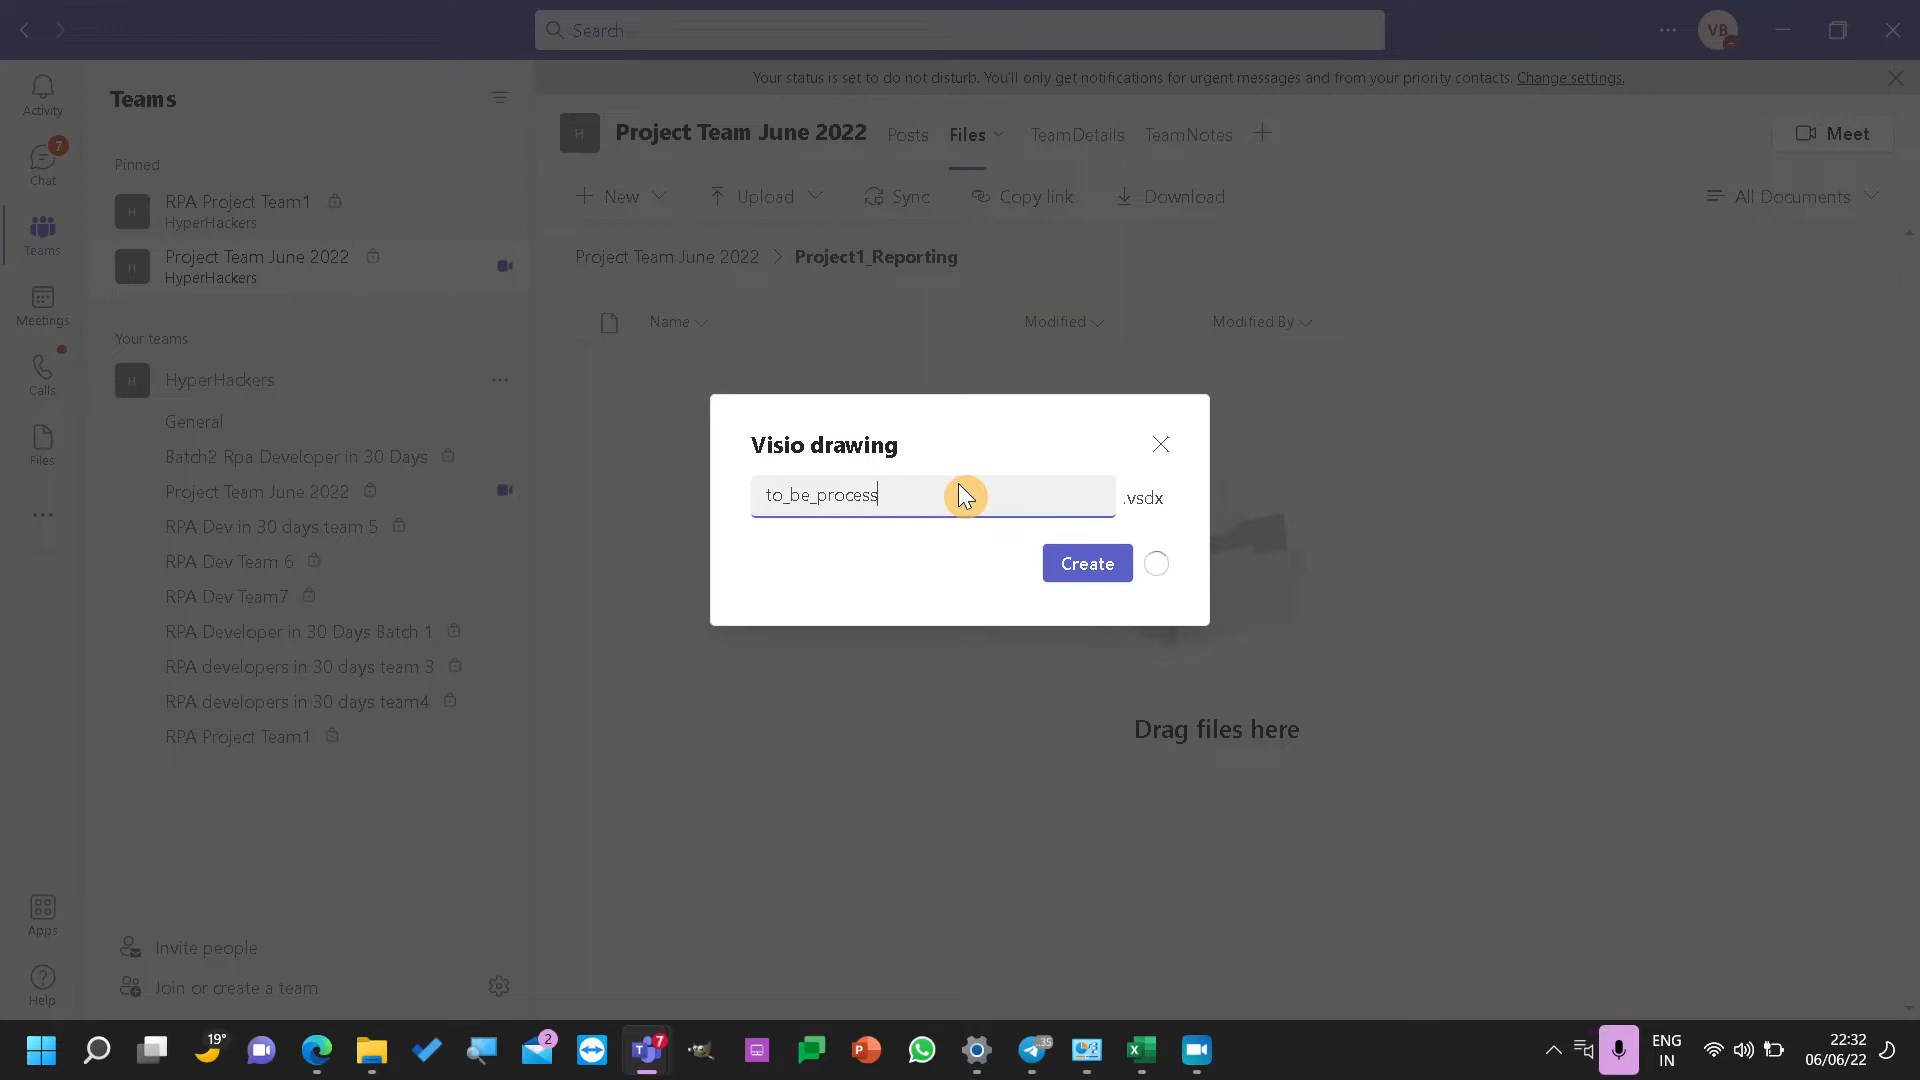 Search
VB
Your status is set to do not disturb. You'll only get notifications for urgent messages and from your priority contacts. Change settings.
Activity
7
Chat
Teams
Meetings
Calls
Files
Apps
Help
Teams
Pinned
H
RPA Project Team1
HyperHackers
H
Project Team June 2022
HyperHackers
Your teams
H
HyperHackers
General
Batch2 Rpa Developer in 30 Days
Project Team June 2022
RPA Dev in 30 days team 5
RPA Dev Team 6
RPA Dev Team7
RPA Developer in 30 Days Batch 1
RPA developers in 30 days team 3
RPA developers in 30 days team4
RPA Project Team1
Invite people
Join or create a team
H
Project Team June 2022 Posts Files TeamDetails TeamNotes
Meet
New Upload Sync Copy link Download All Documents
Project Team June 2022 > Project1_Reporting
Name Modified Modified By
Visio drawing
to_be_process .vsdx
Create
Drag files here
19°
2
7
35
ENG
IN
22:32
06/06/22